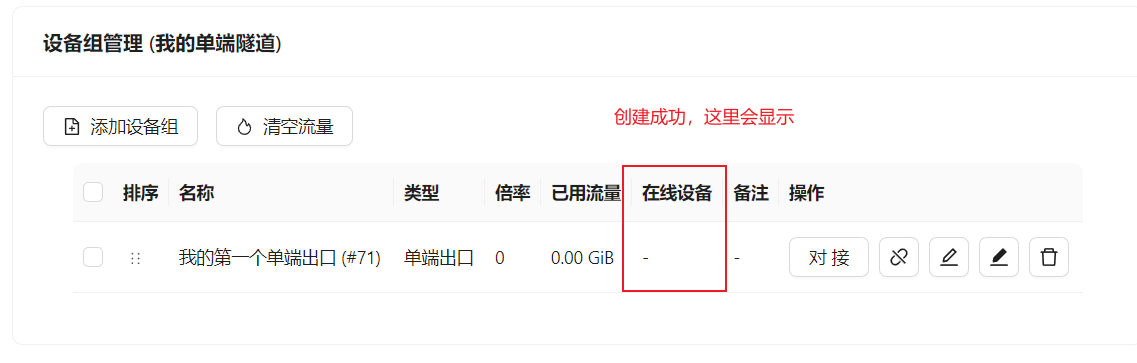 设备组管理 (我的单端隧道)
添加设备组 清空流量 创建成功，这里会显示
排序 名称 类型 倍率 已用流量 在线设备 备注 操作
我的第一个单端出口 (#71) 单端出口 0 0.00 GiB - - 对 接